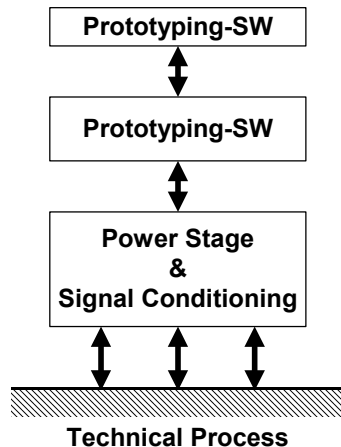 Prototyping-SW
Prototyping-SW
Power Stage
&
Signal Conditioning
Technical Process